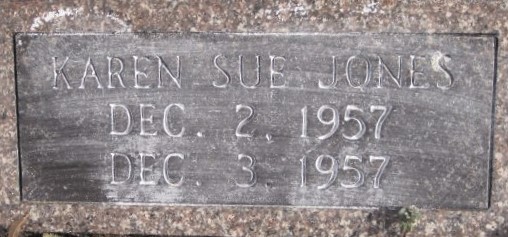 KAREN SUE JONES
DEC. 2, 1957
DEC. 3, 1957